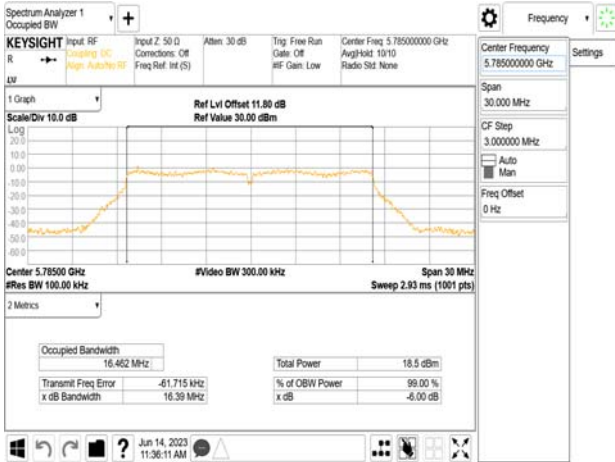 Spectrum Analyzer 1
Occupied BW
+
Frequency
KEYSIGHT
Input: RF
Coupling: DC
Align: Auto/No RF
Input Z: 50 Ω
Corrections: Off
Freq Ref: Int (S)
Atten: 30 dB
Trig: Free Run
Gate: Off
#IF Gain: Low
Center Freq: 5.785000000 GHz
Avg|Hold: 10/10
Radio Std: None
R
LXI
Center Frequency
5.785000000 GHz
Settings
Span
30.000 MHz
CF Step
3.000000 MHz
Auto
Man
Freq Offset
0 Hz
1 Graph
Scale/Div 10.0 dB
Ref Lvl Offset 11.80 dB
Ref Value 30.00 dBm
Log
20.0
10.0
0.00
-10.0
-20.0
-30.0
-40.0
-50.0
-60.0
Center 5.78500 GHz
#Res BW 100.00 kHz
#Video BW 300.00 kHz
Span 30 MHz
Sweep 2.93 ms (1001 pts)
2 Metrics
Occupied Bandwidth
16.462 MHz
Total Power 18.5 dBm
Transmit Freq Error -61.715 kHz
% of OBW Power 99.00 %
x dB Bandwidth 16.39 MHz
x dB -6.00 dB
?
Jun 14, 2023
11:36:11 AM